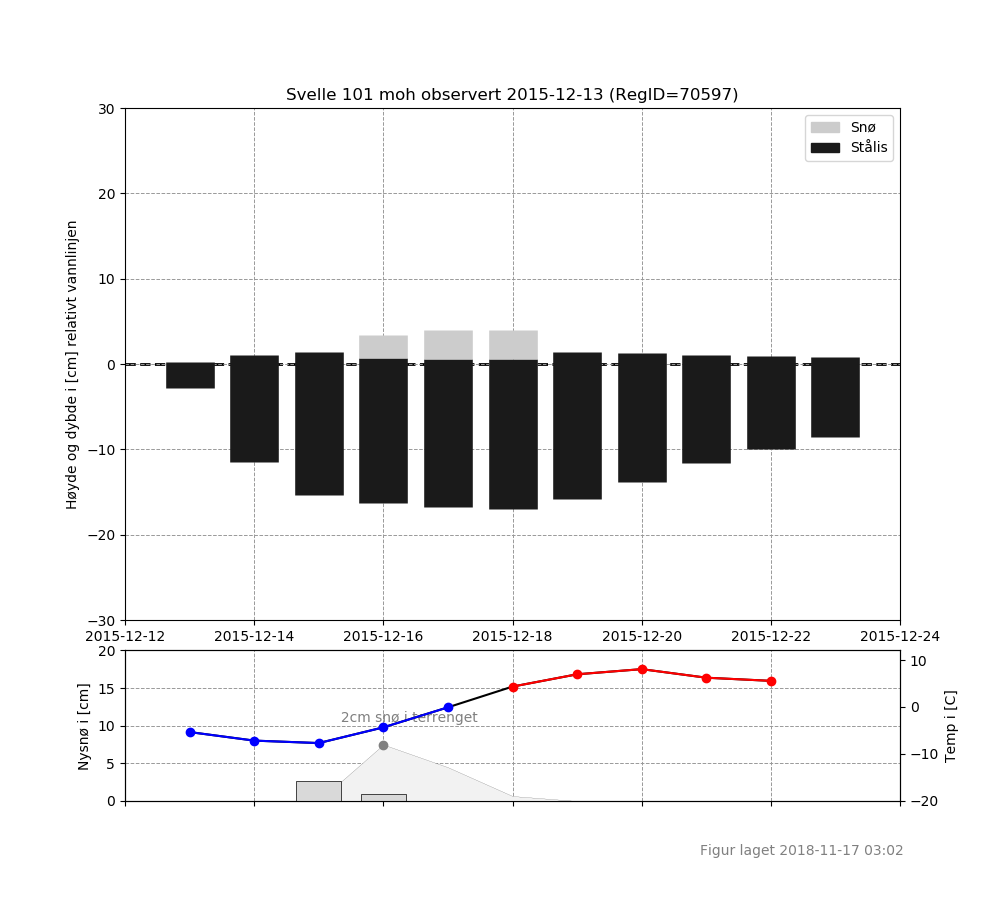 Svelle 101 moh observert 2015-12-13 (RegID=70597)
Snø
Stålis
30
20
10
0
−10
−20
−30
Høyde og dybde i [cm] relativt vannlinjen
2015-12-12 2015-12-14 2015-12-16 2015-12-18 2015-12-20 2015-12-22 2015-12-24
20
15
10
5
0
Nysnø i [cm]
2cm snø i terrenget
10
0
−10
−20
Temp i [C]
Figur laget 2018-11-17 03:02